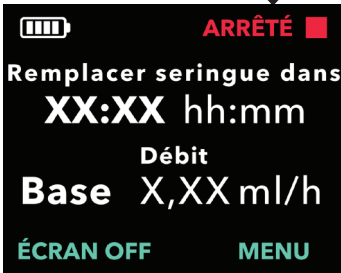 ARRÊTÉ
Remplacer seringue dans
XX:XX hh:mm
Débit
Base X,XX ml/h
ÉCRAN OFF MENU